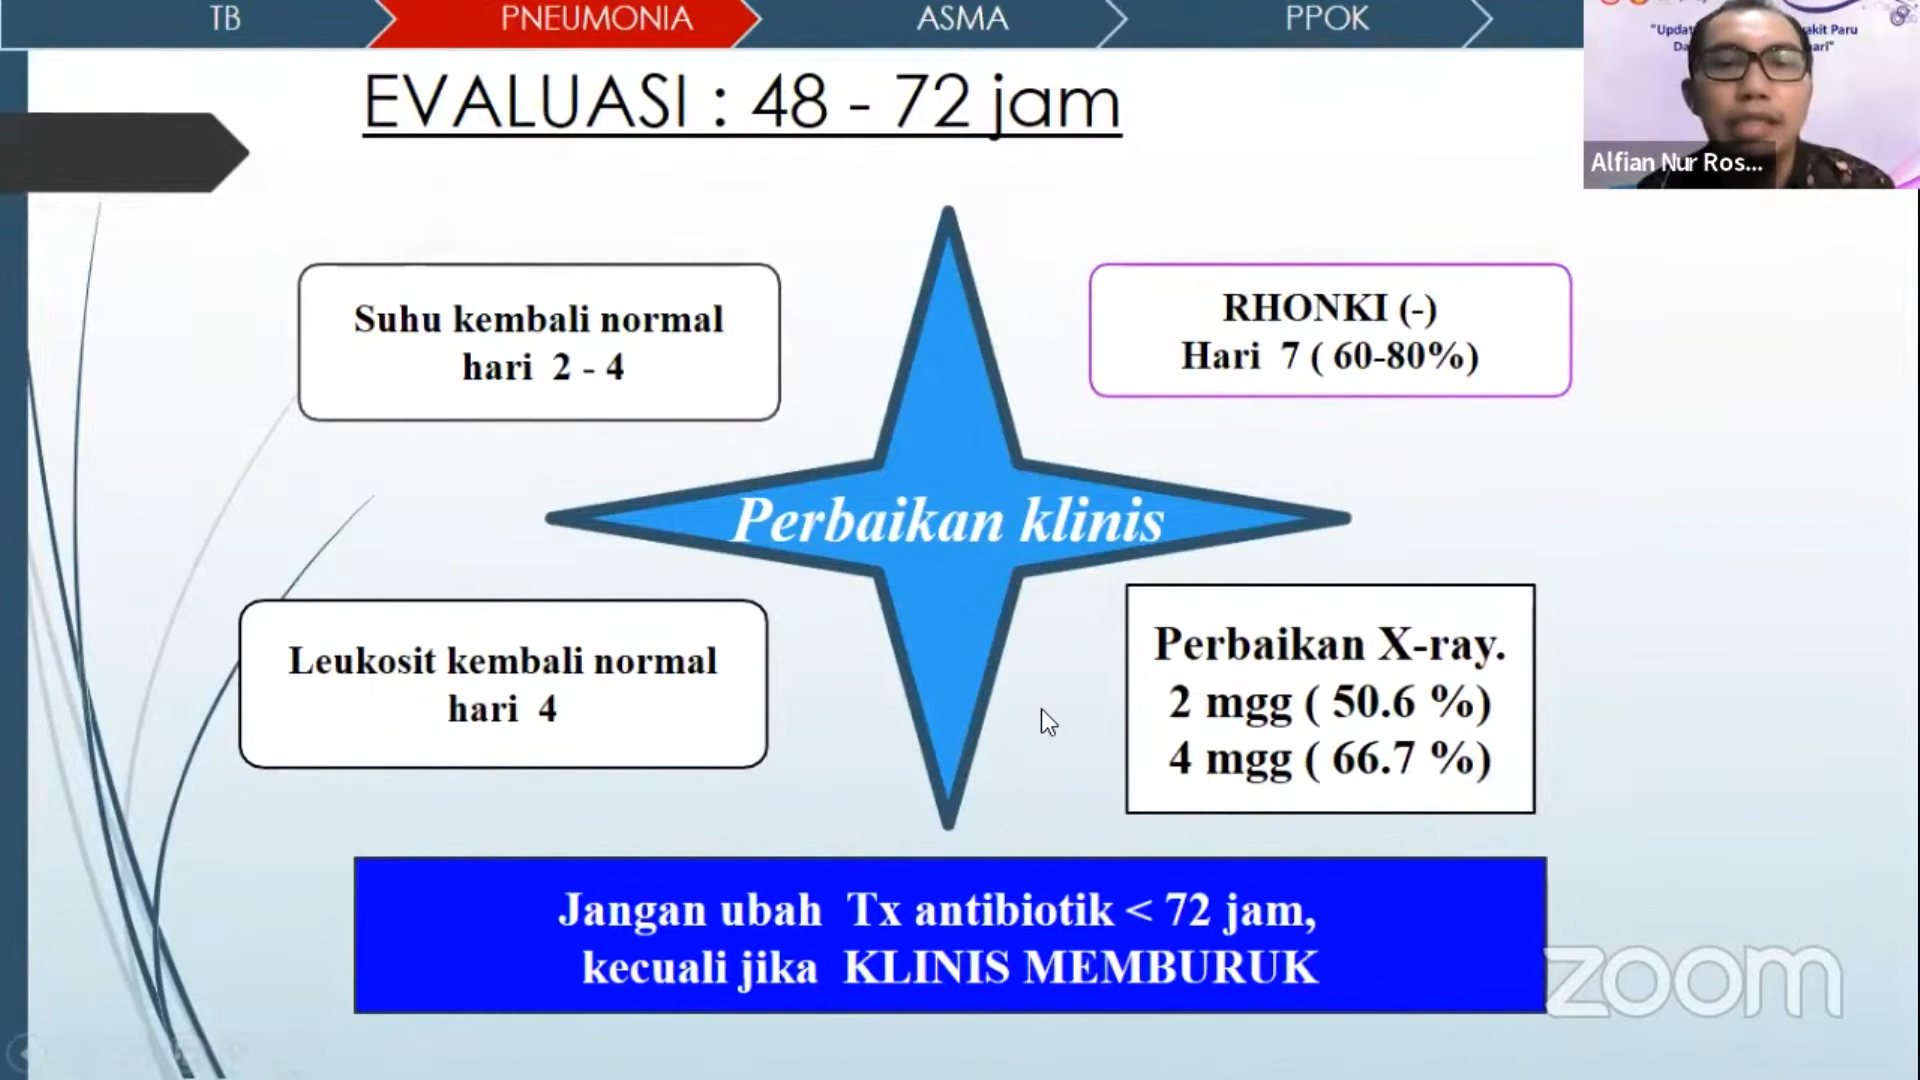 TB
PNEUMONIA
ASMA
PPOK
EVALUASI : 48 - 72 jam
Alfian Nur Ros...
Suhu kembali normal
hari 2 - 4
RHONKI (-)
Hari 7 ( 60-80%)
Perbaikan klinis
Leukosit kembali normal
hari 4
Perbaikan X-ray.
2 mgg ( 50.6 %)
4 mgg ( 66.7 %)
Jangan ubah Tx antibiotik < 72 jam,
kecuali jika KLINIS MEMBURUK
zoom